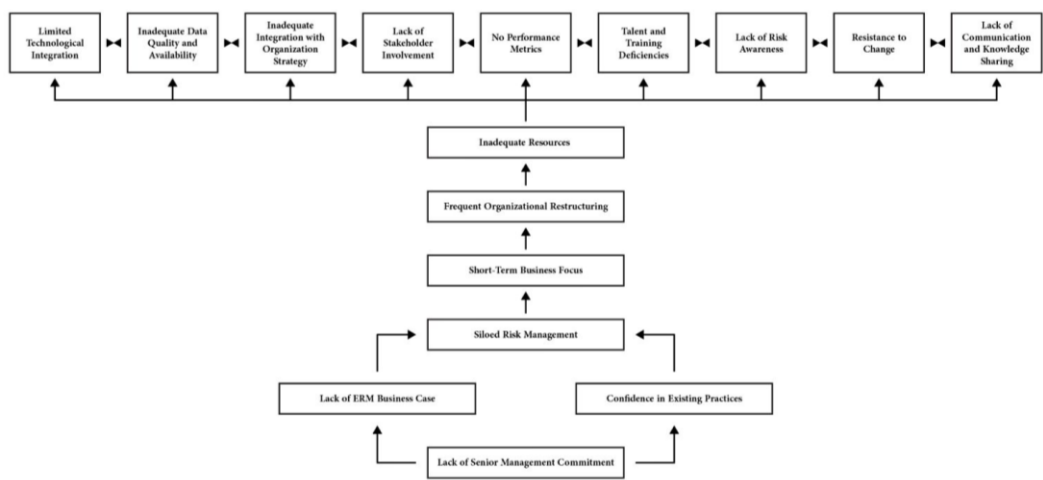 Limited
Technological
Integration
Inadequate Data
Quality and
Availability
Inadequate
Integration with
Organization
Strategy
Lack of
Stakeholder
Involvement
No Performance
Metrics
Talent and
Training
Deficiencies
Lack of Risk
Awareness
Resistance to
Change
Lack of
Communication
and Knowledge
Sharing
Inadequate Resources
Frequent Organizational Restructuring
Short-Term Business Focus
Siloed Risk Management
Lack of ERM Business Case
Confidence in Existing Practices
Lack of Senior Management Commitment